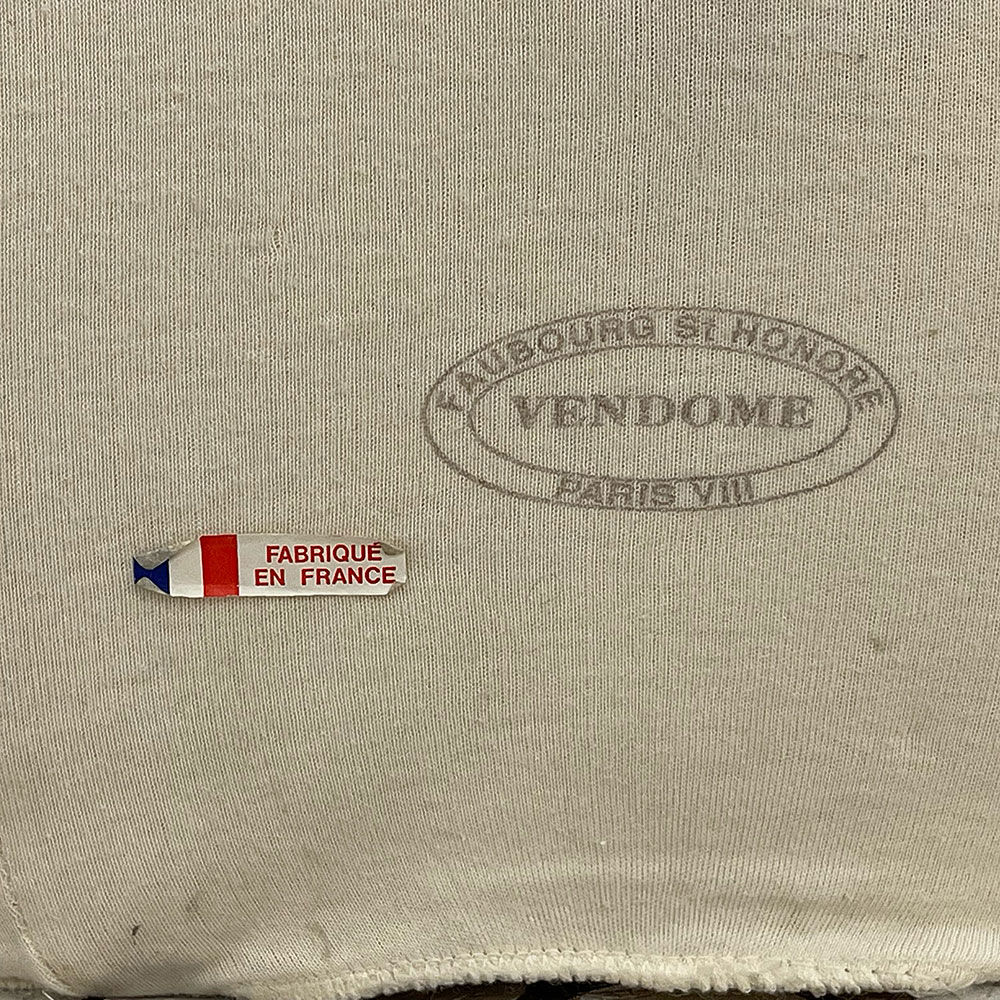 FAUBOURG St HONORE
VENDOME
PARIS VIII
FABRIQUÉ
EN FRANCE